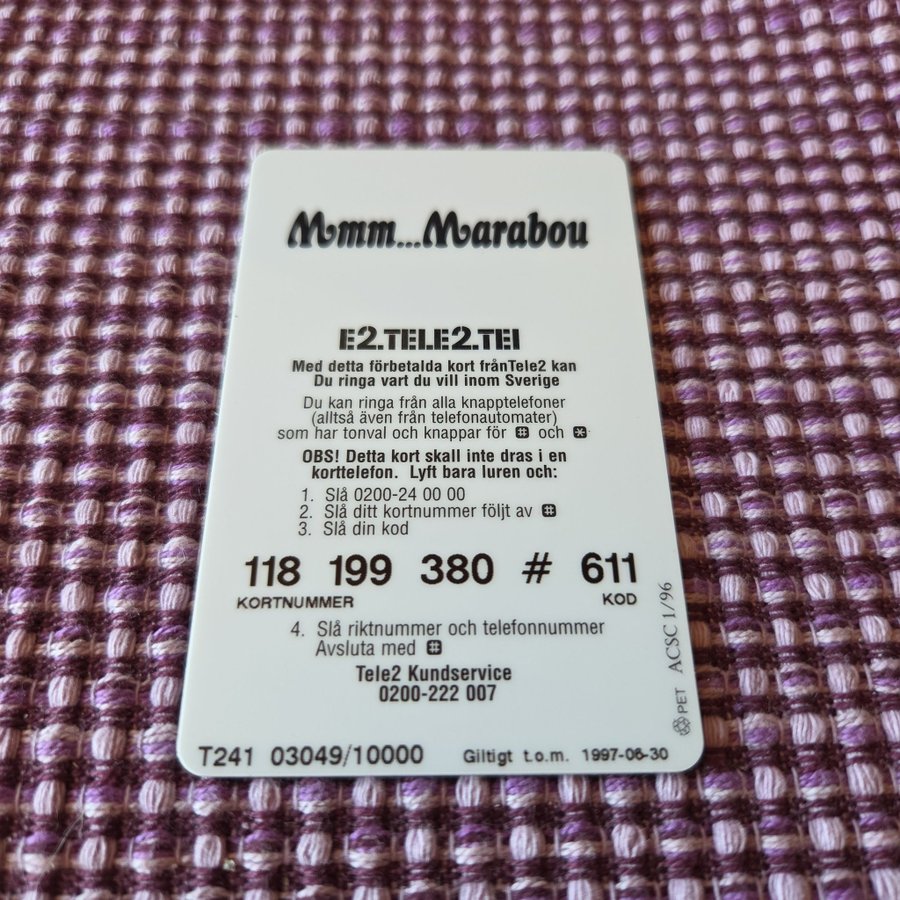 Mmm...Marabou
E2.TELE2.TEI
Med detta förbetalda kort frånTele2 kan
Du ringa vart du vill inom Sverige
Du kan ringa från alla knapptelefoner
(alltså även från telefonautomater)
som har tonval och knappar för # och *
OBS! Detta kort skall inte dras i en
korttelefon. Lyft bara luren och:
1. Slå 0200-24 00 00
2. Slå ditt kortnummer följt av #
3. Slå din kod
118 199 380 # 611
KORTNUMMER KOD
4. Slå riktnummer och telefonnummer
Avsluta med #
Tele2 Kundservice
0200-222 007
T241 03049/10000 Giltigt t.o.m. 1997-06-30
PET ACSC 1/96